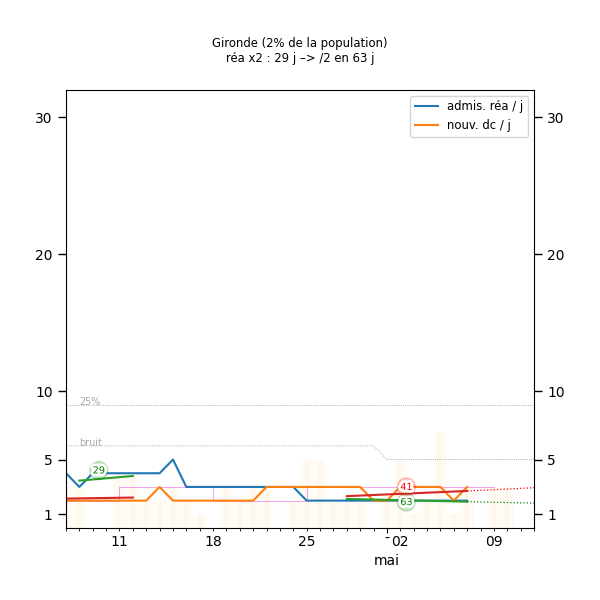 Gironde (2% de la population)
réa x2 : 29 j –> /2 en 63 j
admis. réa / j
nouv. dc / j
30 30
20 20
10 10
25%
bruit
5 5
29
41
63
1 1
11 18 25 02 09
mai